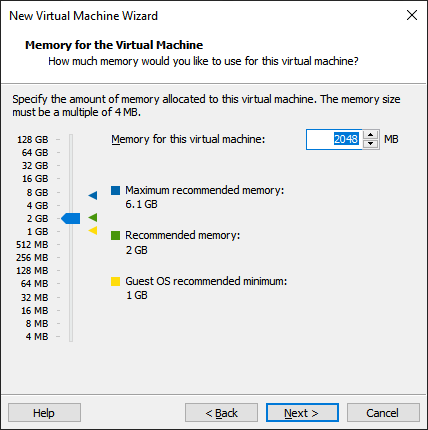 New Virtual Machine Wizard
Memory for the Virtual Machine
How much memory would you like to use for this virtual machine?
Specify the amount of memory allocated to this virtual machine. The memory size
must be a multiple of 4 MB.
Memory for this virtual machine: 2048 MB
128 GB
64 GB
32 GB
16 GB
8 GB
4 GB
2 GB
1 GB
512 MB
256 MB
128 MB
64 MB
32 MB
16 MB
8 MB
4 MB
Maximum recommended memory:
6.1 GB
Recommended memory:
2 GB
Guest OS recommended minimum:
1 GB
Help
< Back
Next >
Cancel